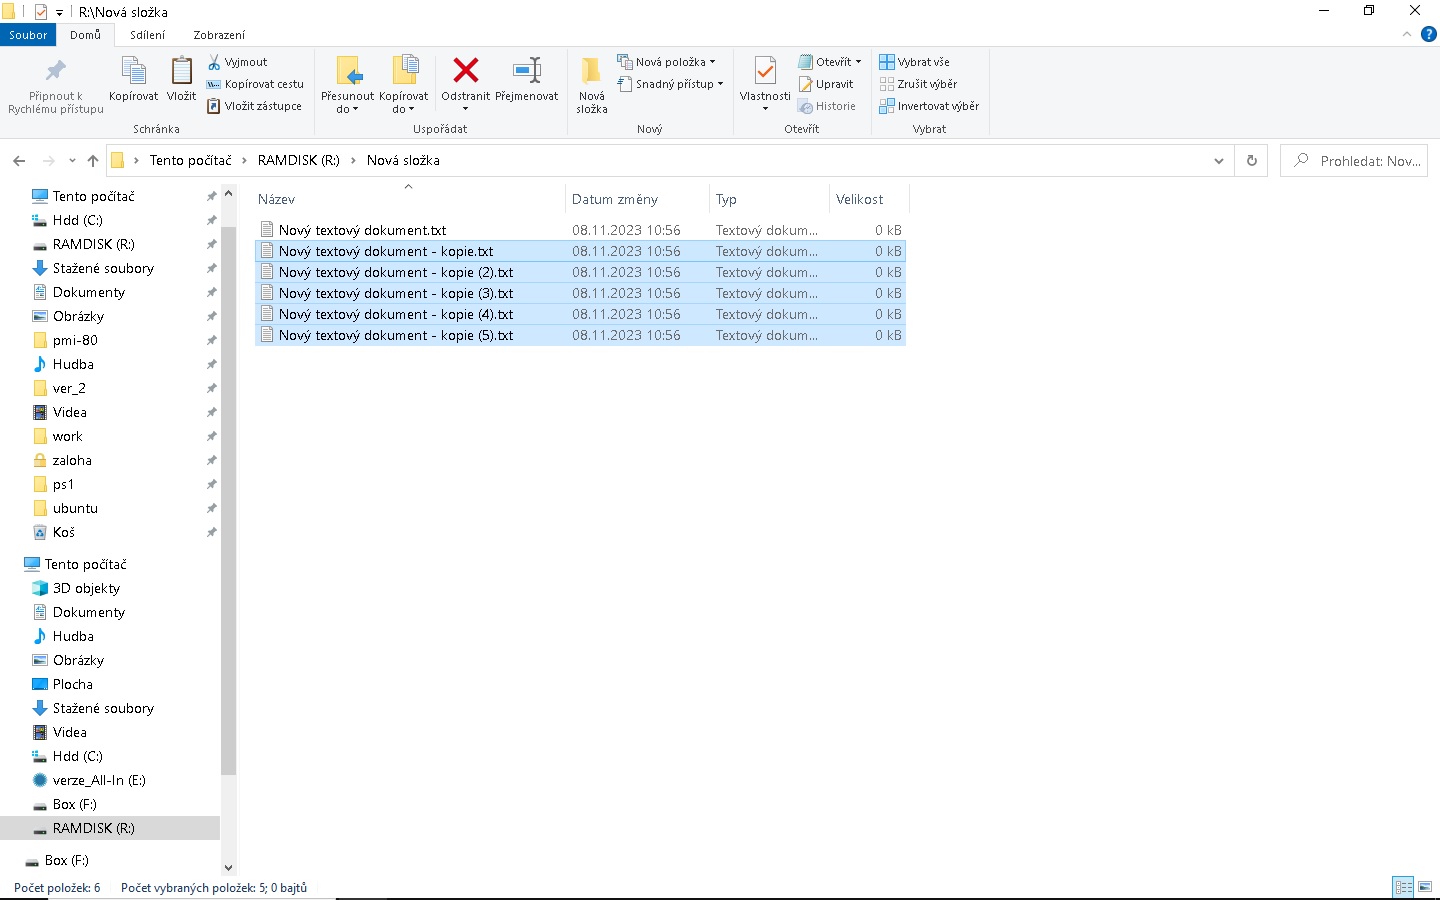 R:\Nová složka
Soubor Domů Sdílení Zobrazení
Připnout k Rychlému přístupu
Kopírovat
Vložit
Vyjmout
Kopírovat cestu
Vložit zástupce
Schránka
Přesunout do
Kopírovat do
Odstranit
Přejmenovat
Uspořádat
Nová složka
Nová položka
Snadný přístup
Nový
Vlastnosti
Otevřít
Upravit
Historie
Otevřít
Vybrat vše
Zrušit výběr
Invertovat výběr
Vybrat
Tento počítač RAMDISK (R:) Nová složka
Prohledat: Nov...
Tento počítač
Hdd (C:)
RAMDISK (R:)
Stažené soubory
Dokumenty
Obrázky
pmi-80
Hudba
ver_2
Videa
work
zaloha
ps1
ubuntu
Koš
Tento počítač
3D objekty
Dokumenty
Hudba
Obrázky
Plocha
Stažené soubory
Videa
Hdd (C:)
verze_All-In (E:)
Box (F:)
RAMDISK (R:)
Box (F:)
Název Datum změny Typ Velikost
Nový textový dokument.txt 08.11.2023 10:56 Textový dokum... 0 kB
Nový textový dokument - kopie.txt 08.11.2023 10:56 Textový dokum... 0 kB
Nový textový dokument - kopie (2).txt 08.11.2023 10:56 Textový dokum... 0 kB
Nový textový dokument - kopie (3).txt 08.11.2023 10:56 Textový dokum... 0 kB
Nový textový dokument - kopie (4).txt 08.11.2023 10:56 Textový dokum... 0 kB
Nový textový dokument - kopie (5).txt 08.11.2023 10:56 Textový dokum... 0 kB
Počet položek: 6 Počet vybraných položek: 5; 0 bajtů